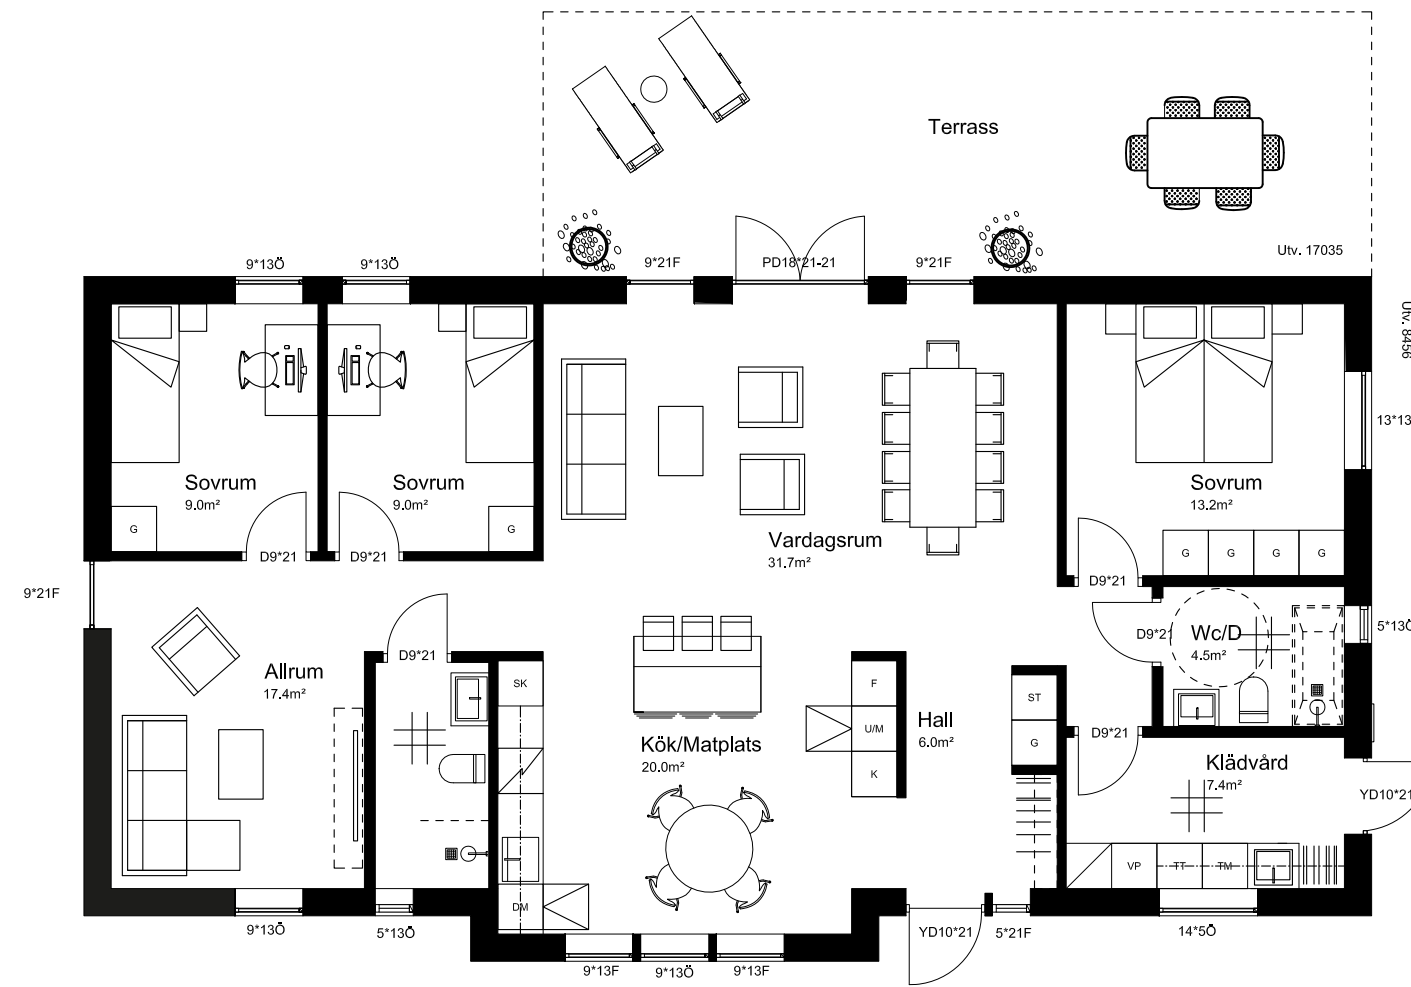 Terrass
Utv. 17035
9*13Ö
9*13Ö
9*21F
PD18*21-21
9*21F
Utv. 8456
13*13
Sovrum
9.0m²
Sovrum
9.0m²
Sovrum
13.2m²
G
G
G
G
G
G
D9*21
D9*21
Vardagsrum
31.7m²
D9*21
9*21F
5*13Ö
D9*21
Wc/D
4.5m²
D9*21
Allrum
17.4m²
SK
F
ST
Hall
6.0m²
U/M
G
D9*21
Kök/Matplats
20.0m²
K
Klädvård
7.4m²
YD10*21
VP
TT
TM
DM
9*13Ö
5*13Ö
YD10*21
5*21F
14*5Ö
9*13F
9*13Ö
9*13F